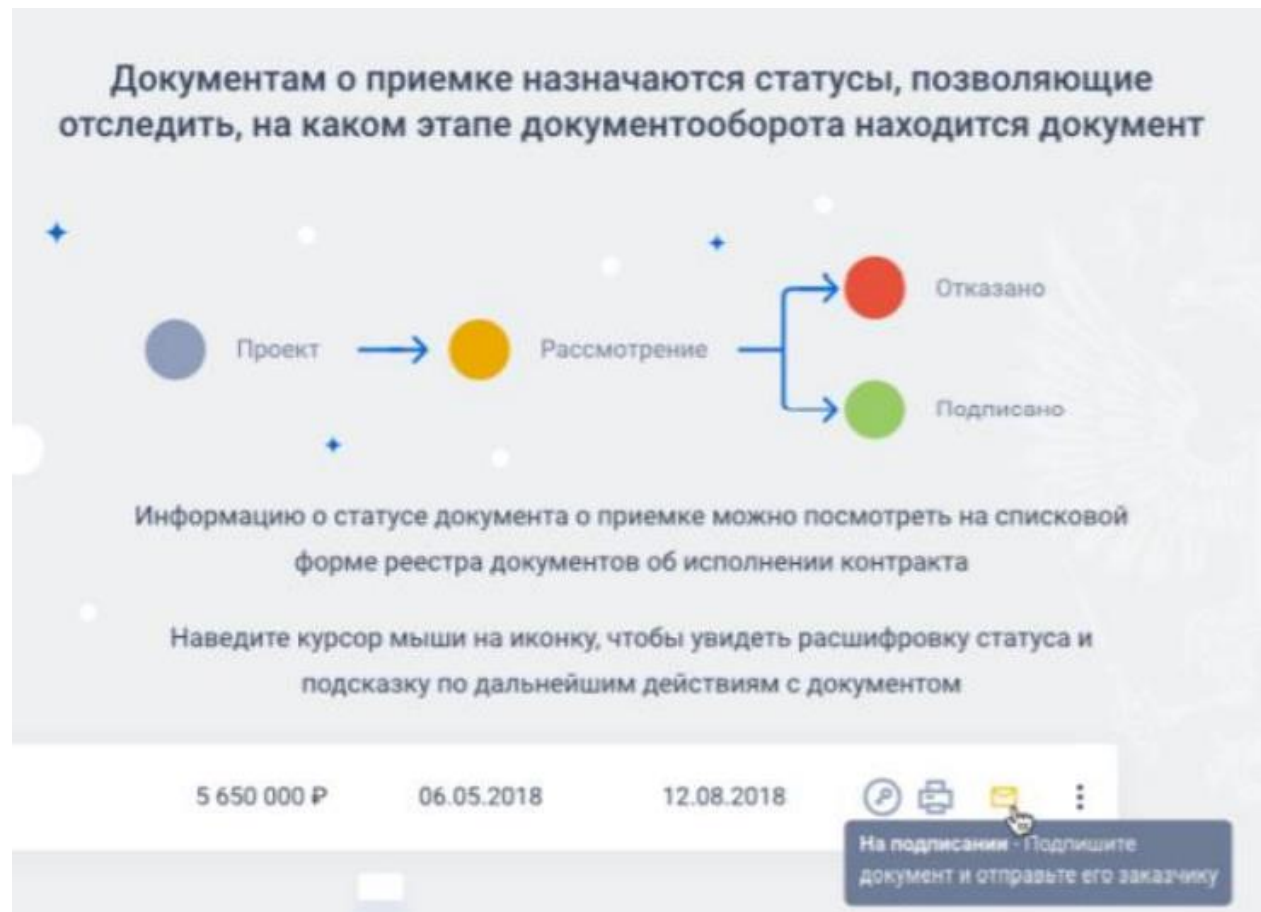 Документам о приемке назначаются статусы, позволяющие
отследить, на каком этапе документооборота находится документ
Отказано
Проект
Рассмотрение
Подписано
Информацию о статусе документа о приемке можно посмотреть на списковой
форме реестра документов об исполнении контракта
Наведите курсор мыши на иконку, чтобы увидеть расшифровку статуса и
подсказку по дальнейшим действиям с документом
5 650 000 ₽ 06.05.2018 12.08.2018
На подписании - Подпишите
документ и отправьте его заказчику